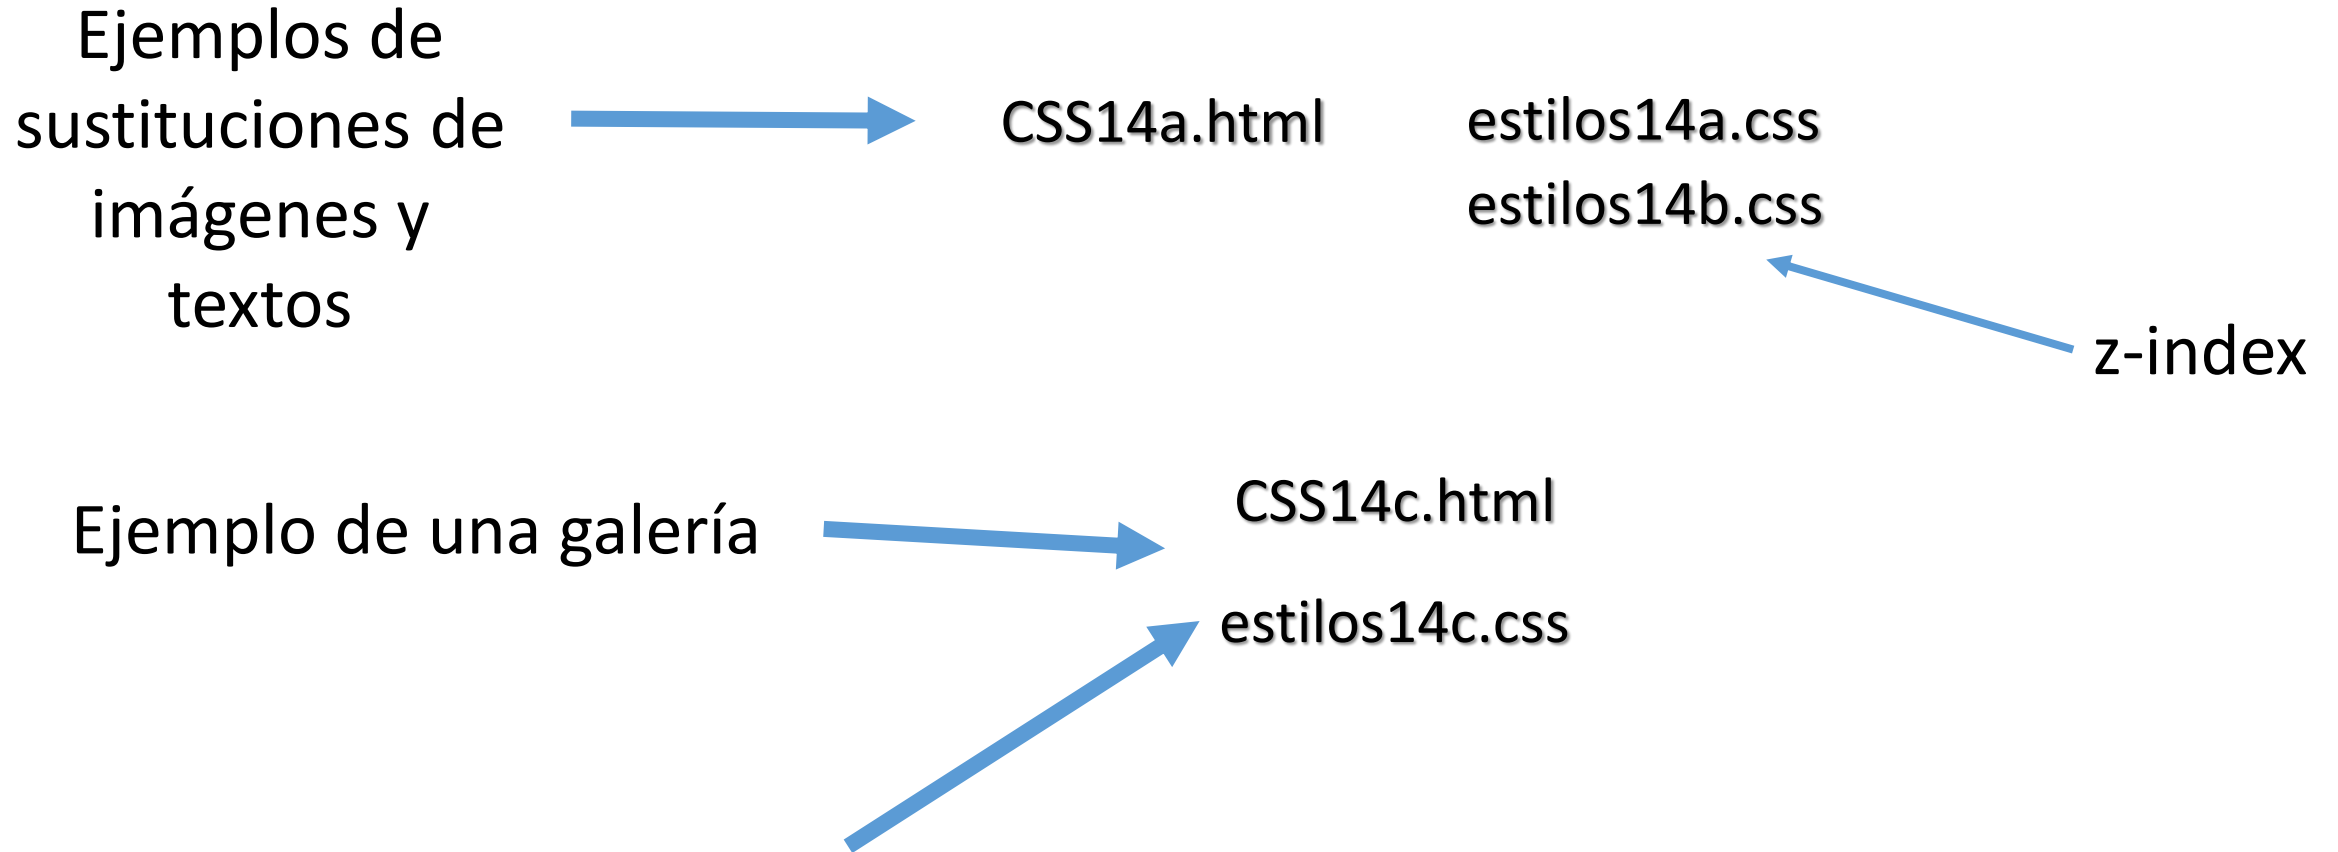 Ejemplos de
sustituciones de
imágenes y
textos
CSS14a.html
estilos14a.css
estilos14b.css
z-index
Ejemplo de una galería
CSS14c.html
estilos14c.css